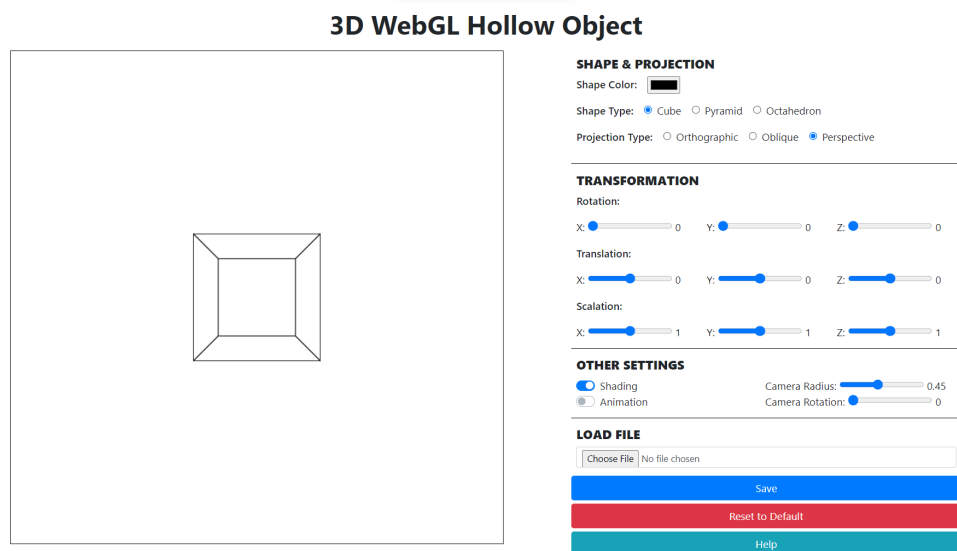 3D WebGL Hollow Object
SHAPE & PROJECTION
Shape Color:
Shape Type: Cube Pyramid Octahedron
Projection Type: Orthographic Oblique Perspective
TRANSFORMATION
Rotation:
X: 0 Y: 0 Z: 0
Translation:
X: 0 Y: 0 Z: 0
Scalation:
X: 1 Y: 1 Z: 1
OTHER SETTINGS
Shading Camera Radius: 0.45
Animation Camera Rotation: 0
LOAD FILE
Choose File No file chosen
Save
Reset to Default
Help